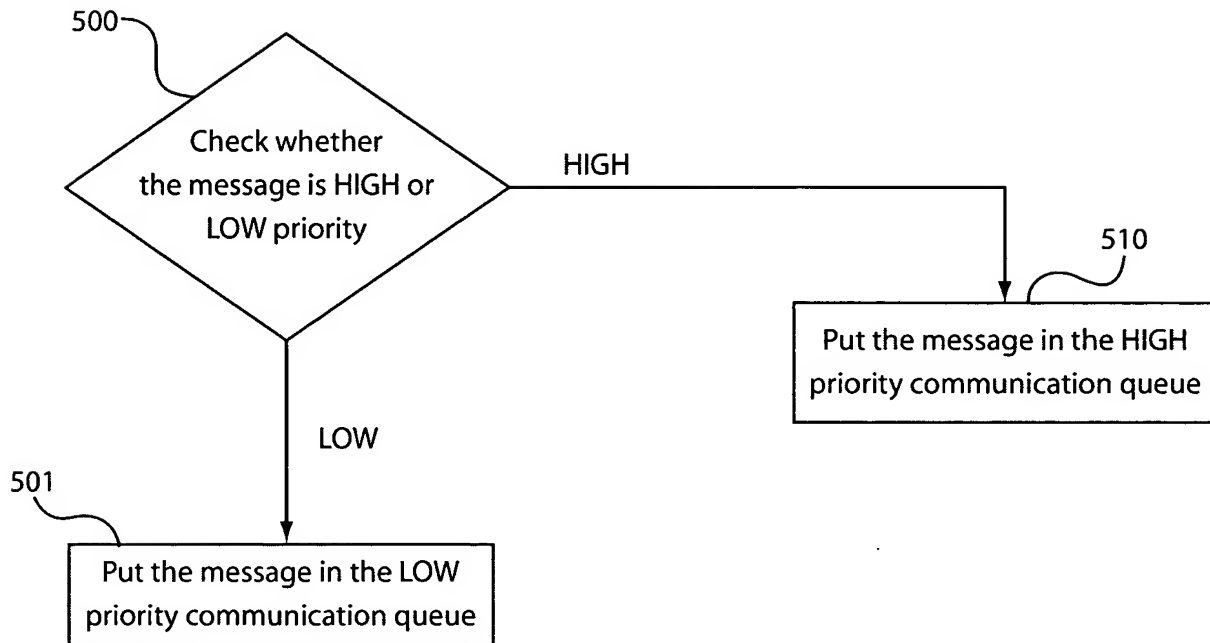 500
Check whether
the message is HIGH or
LOW priority
HIGH
510
Put the message in the HIGH
priority communication queue
LOW
501
Put the message in the LOW
priority communication queue